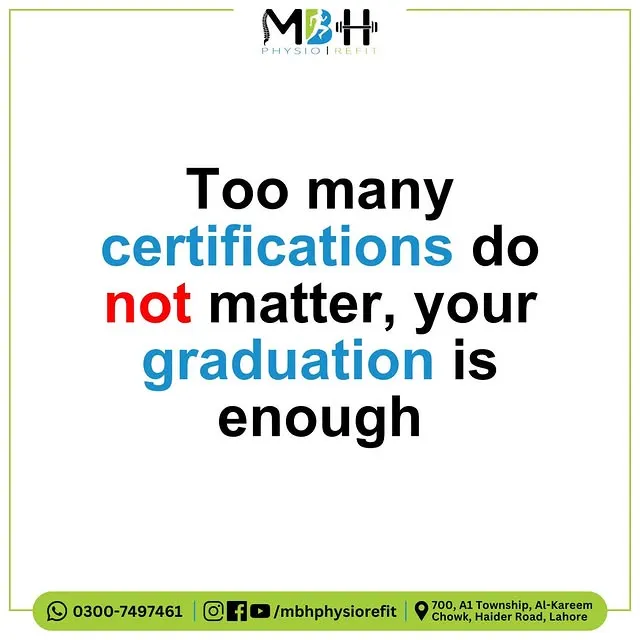 MBH
PHYSIO | REFIT
Too many
certifications do
not matter, your
graduation is
enough
0300-7497461 | /mbhphysiorefit | 700, A1 Township, Al-Kareem
Chowk, Haider Road, Lahore